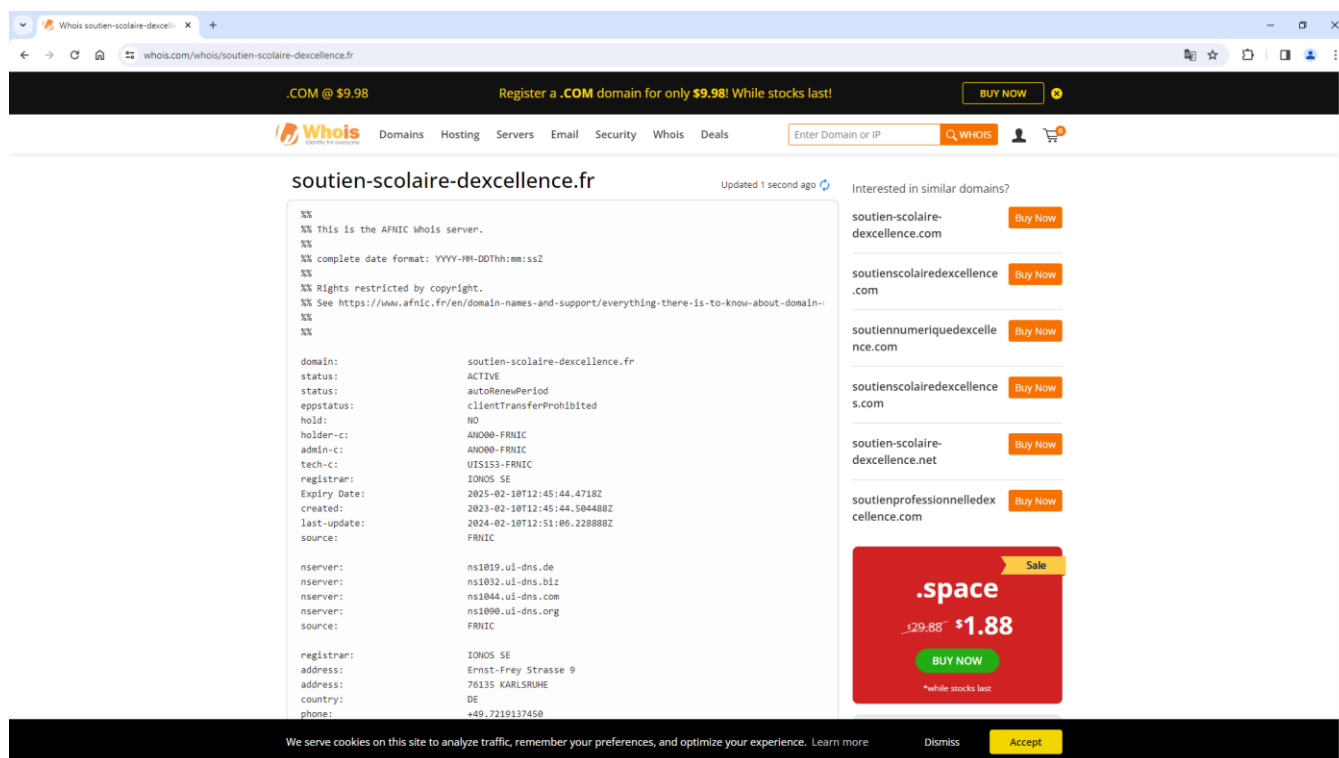 Whois soutien-scolaire-dexcelle
whois.com/whois/soutien-scolaire-dexcellence.fr
.COM @ $9.98
Register a .COM domain for only $9.98! While stocks last!
BUY NOW
Whois
Identity for everyone
Domains Hosting Servers Email Security Whois Deals
Enter Domain or IP
WHOIS
0
soutien-scolaire-dexcellence.fr
Updated 1 second ago
%%
%% This is the AFNIC Whois server.
%%
%% complete date format: YYYY-MM-DDThh:mm:ssZ
%%
%% Rights restricted by copyright.
%% See https://www.afnic.fr/en/domain-names-and-support/everything-there-is-to-know-about-domain-
%%
%%
domain: soutien-scolaire-dexcellence.fr
status: ACTIVE
status: autoRenewPeriod
eppstatus: clientTransferProhibited
hold: NO
holder-c: ANO00-FRNIC
admin-c: ANO00-FRNIC
tech-c: UIS153-FRNIC
registrar: IONOS SE
Expiry Date: 2025-02-10T12:45:44.4718Z
created: 2023-02-10T12:45:44.504488Z
last-update: 2024-02-10T12:51:06.228888Z
source: FRNIC
nserver: ns1019.ui-dns.de
nserver: ns1032.ui-dns.biz
nserver: ns1044.ui-dns.com
nserver: ns1090.ui-dns.org
source: FRNIC
registrar: IONOS SE
address: Ernst-Frey Strasse 9
address: 76135 KARLSRUHE
country: DE
phone: +49.7219137450
Interested in similar domains?
soutien-scolaire-
dexcellence.com
Buy Now
soutienscolairedexcellence
.com
Buy Now
soutiennumeriquedexcelle
nce.com
Buy Now
soutienscolairedexcellence
s.com
Buy Now
soutien-scolaire-
dexcellence.net
Buy Now
soutienprofessionnelledex
cellence.com
Buy Now
Sale
.space
$29.88 $1.88
BUY NOW
*while stocks last
We serve cookies on this site to analyze traffic, remember your preferences, and optimize your experience. Learn more
Dismiss
Accept